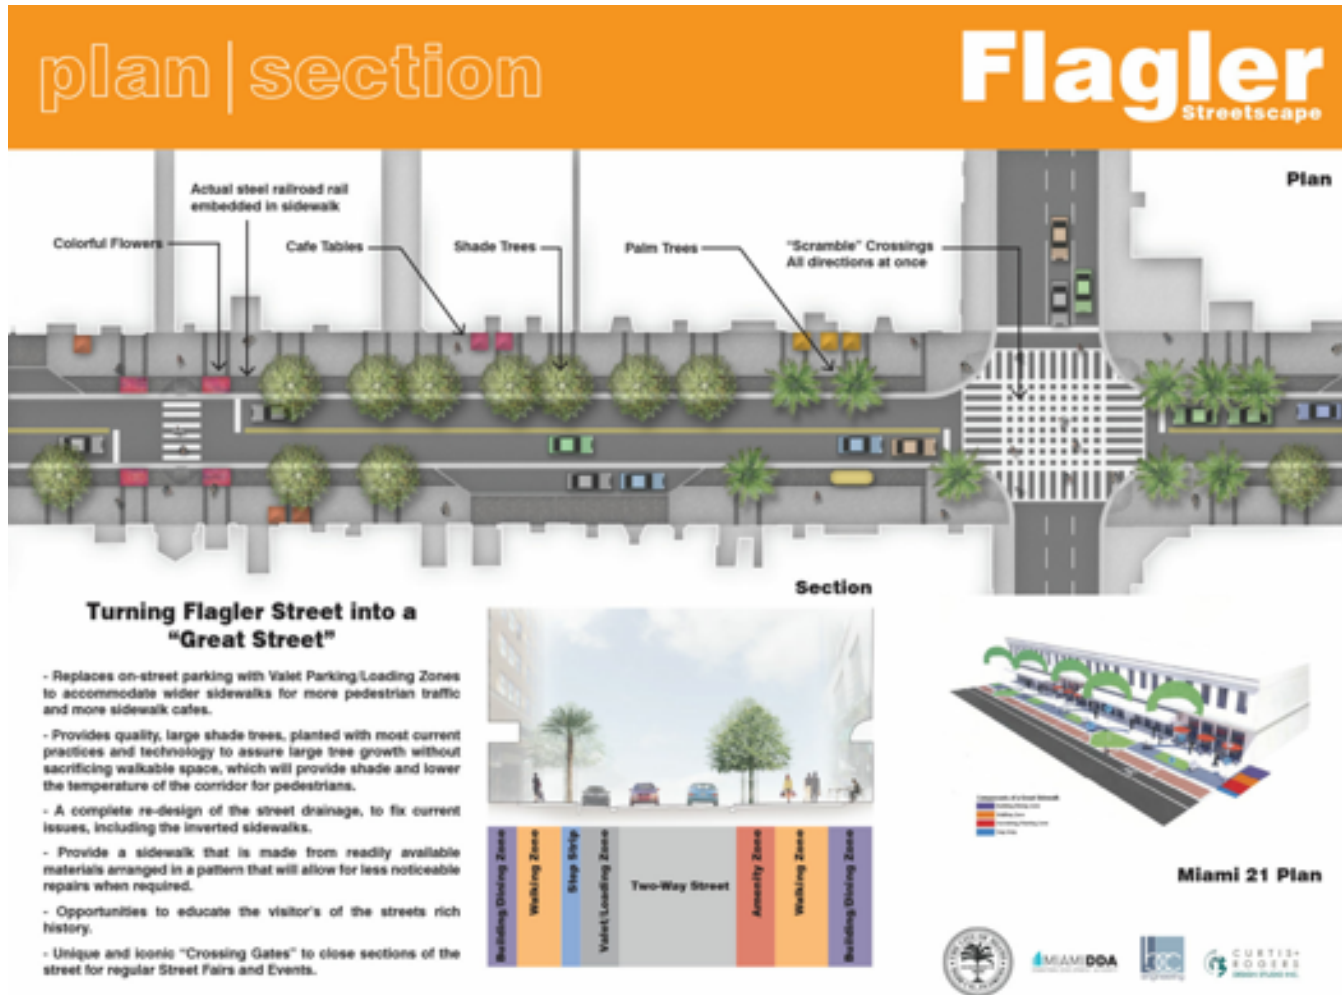 plan|section
Flagler
Streetscape
Plan
Actual steel railroad rail
embedded in sidewalk
Colorful Flowers
Cafe Tables
Shade Trees
Palm Trees
"Scramble" Crossings
All directions at once
Section
Turning Flagler Street into a
"Great Street"
- Replaces on-street parking with Valet Parking/Loading Zones
to accommodate wider sidewalks for more pedestrian traffic
and more sidewalk cafes.
- Provides quality, large shade trees, planted with most current
practices and technology to assure large tree growth without
sacrificing walkable space, which will provide shade and lower
the temperature of the corridor for pedestrians.
- A complete re-design of the street drainage, to fix current
issues, including the inverted sidewalks.
- Provide a sidewalk that is made from readily available
materials arranged in a pattern that will allow for less noticeable
repairs when required.
- Opportunities to educate the visitor's of the streets rich
history.
- Unique and iconic "Crossing Gates" to close sections of the
street for regular Street Fairs and Events.
Building/Dining Zone
Walking Zone
Step Strip
Valet/Loading Zone
Two-Way Street
Amenity Zone
Walking Zone
Building/Dining Zone
Miami 21 Plan
MIAMIDDA
CURTIS+
ROGERS
DESIGN STUDIO INC.
engineering